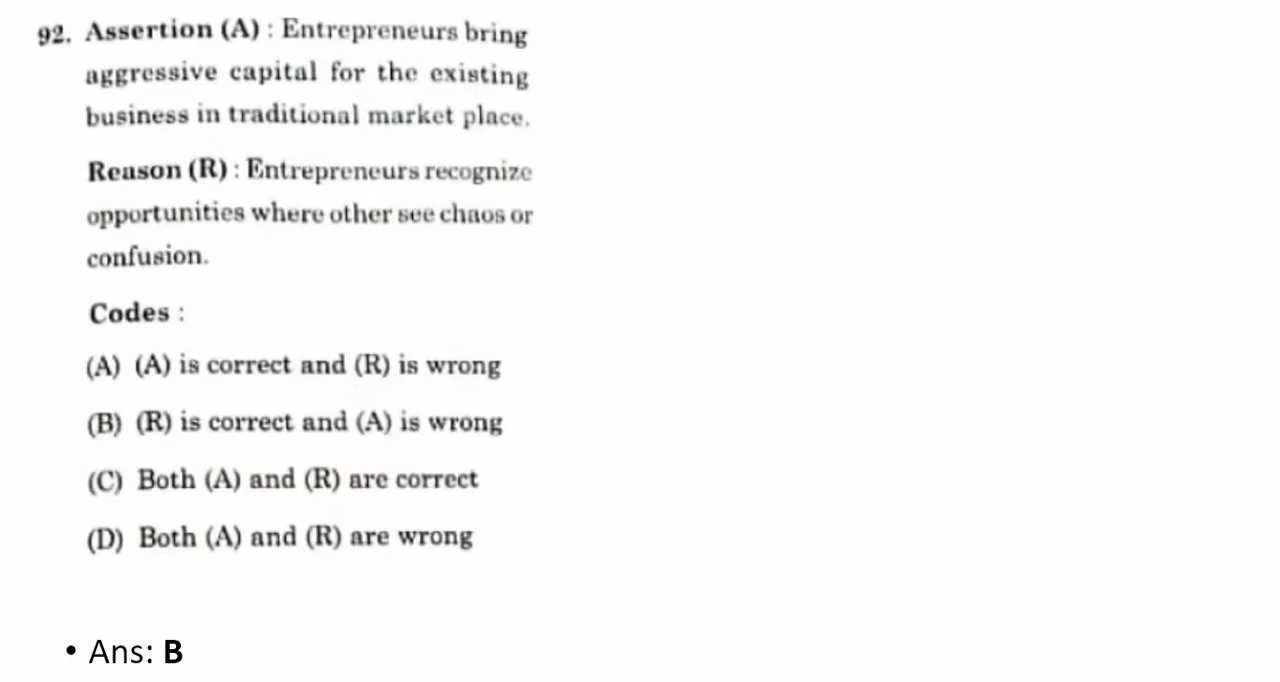 92. Assertion (A) : Entrepreneurs bring
aggressive capital for the existing
business in traditional market place.
Reason (R) : Entrepreneurs recognize
opportunities where other see chaos or
confusion.
Codes :
(A) (A) is correct and (R) is wrong
(B) (R) is correct and (A) is wrong
(C) Both (A) and (R) are correct
(D) Both (A) and (R) are wrong
• Ans: B